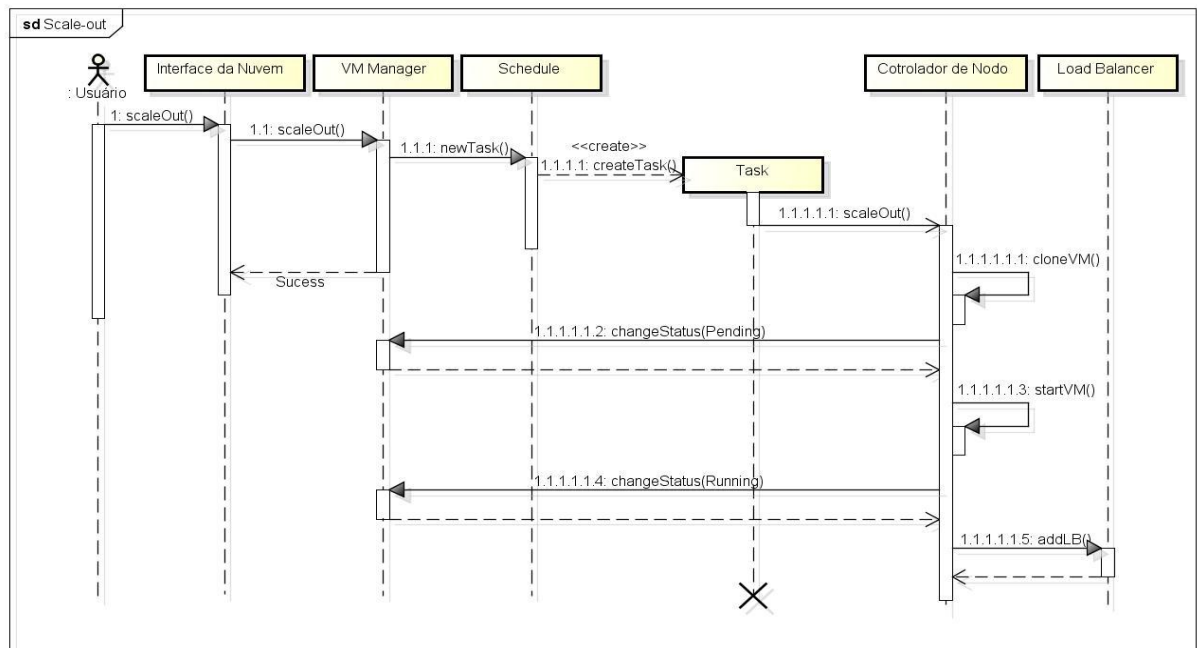 sd Scale-out
: Usuário
Interface da Nuvem
VM Manager
Schedule
Cotrolador de Nodo
Load Balancer
1: scaleOut()
1.1: scaleOut()
1.1.1: newTask()
<<create>>
1.1.1.1: createTask()
Task
1.1.1.1.1: scaleOut()
1.1.1.1.1.1: cloneVM()
Sucess
1.1.1.1.1.2: changeStatus(Pending)
1.1.1.1.1.3: startVM()
1.1.1.1.1.4: changeStatus(Running)
1.1.1.1.1.5: addLB()